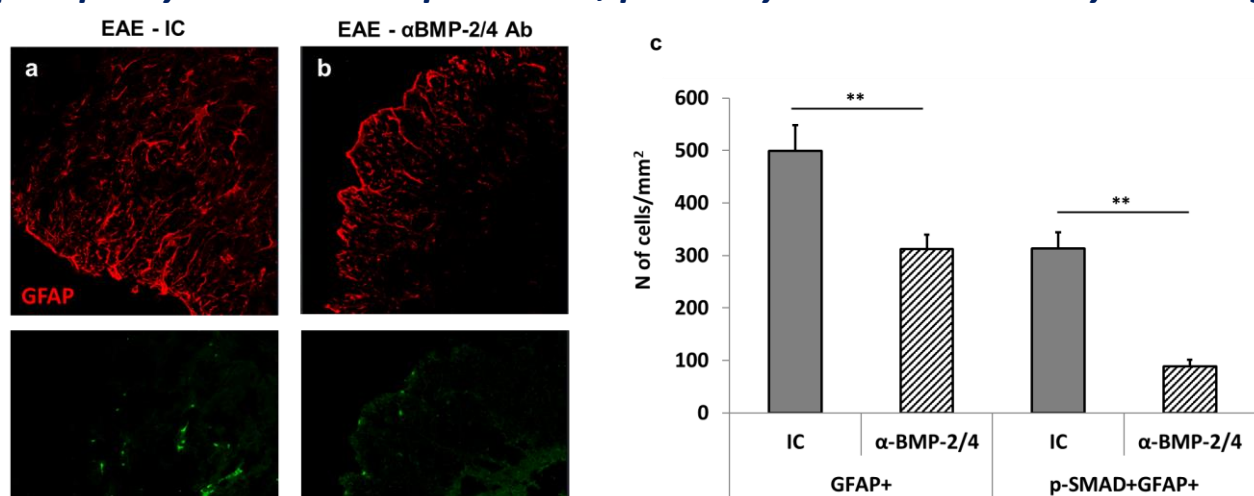 EAE - IC
EAE - αBMP-2/4 Ab
a
b
GFAP
c
N of cells/mm²
600
500
400
300
200
100
0
**
**
IC
α-BMP-2/4
IC
α-BMP-2/4
GFAP+
p-SMAD+GFAP+